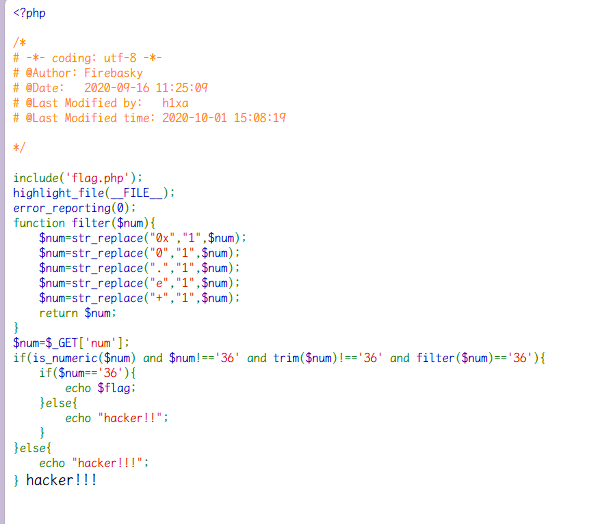 <?php
/*
# -*- coding: utf-8 -*-
# @Author: Firebasky
# @Date:   2020-09-16 11:25:09
# @Last Modified by:   h1xa
# @Last Modified time: 2020-10-01 15:08:19
*/
include('flag.php');
highlight_file(__FILE__);
error_reporting(0);
function filter($num){
    $num=str_replace("0x","1",$num);
    $num=str_replace("0","1",$num);
    $num=str_replace(".","1",$num);
    $num=str_replace("e","1",$num);
    $num=str_replace("+","1",$num);
    return $num;
}
$num=$_GET['num'];
if(is_numeric($num) and $num!=='36' and trim($num)!=='36' and filter($num)=='36'){
    if($num=='36'){
        echo $flag;
    }else{
        echo "hacker!!";
    }
}else{
    echo "hacker!!!";
} hacker!!!